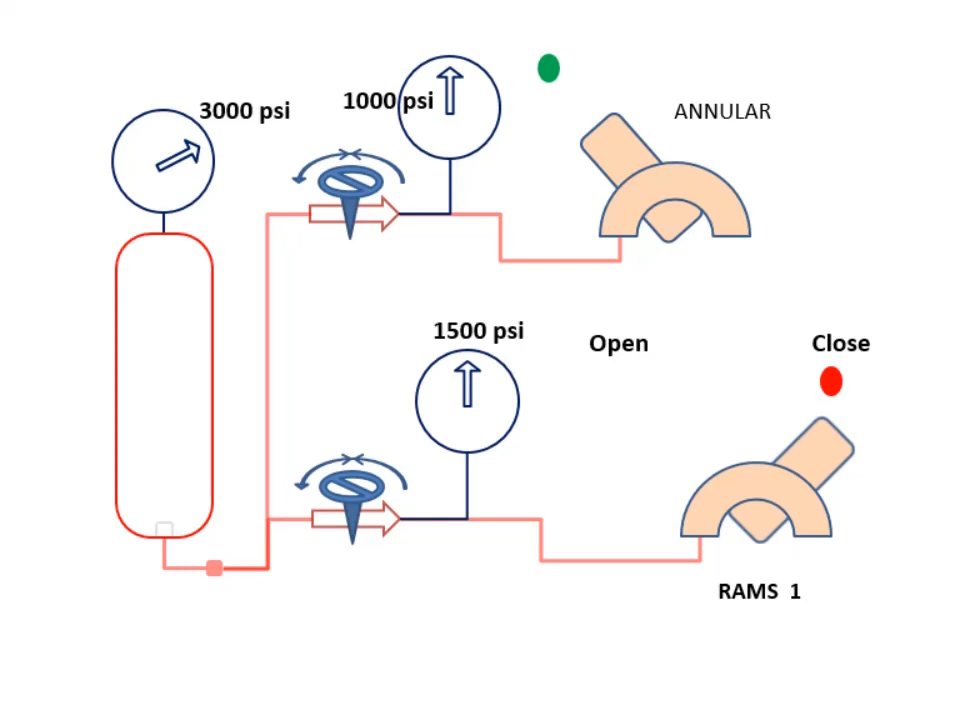 3000 psi
1000 psi
ANNULAR
1500 psi
Open
Close
RAMS 1